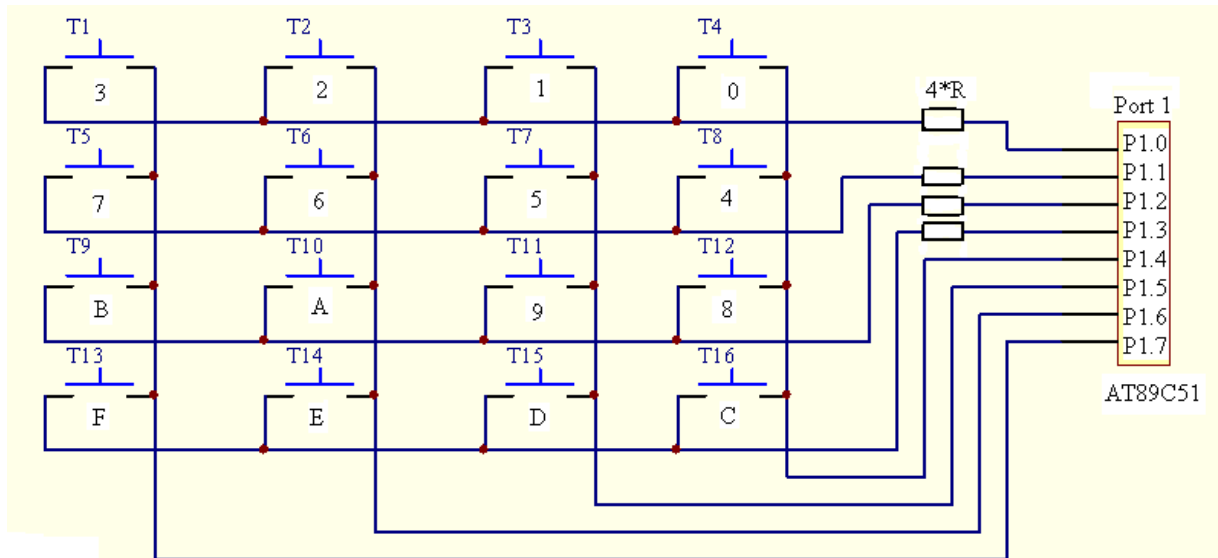 T1 T2 T3 T4
4*R
3 2 1 0
Port 1
T5 T6 T7 T8
P1.0
P1.1
7 6 5 4
P1.2
P1.3
T9 T10 T11 T12
P1.4
P1.5
B A 9 8
P1.6
P1.7
T13 T14 T15 T16
AT89C51
F E D C